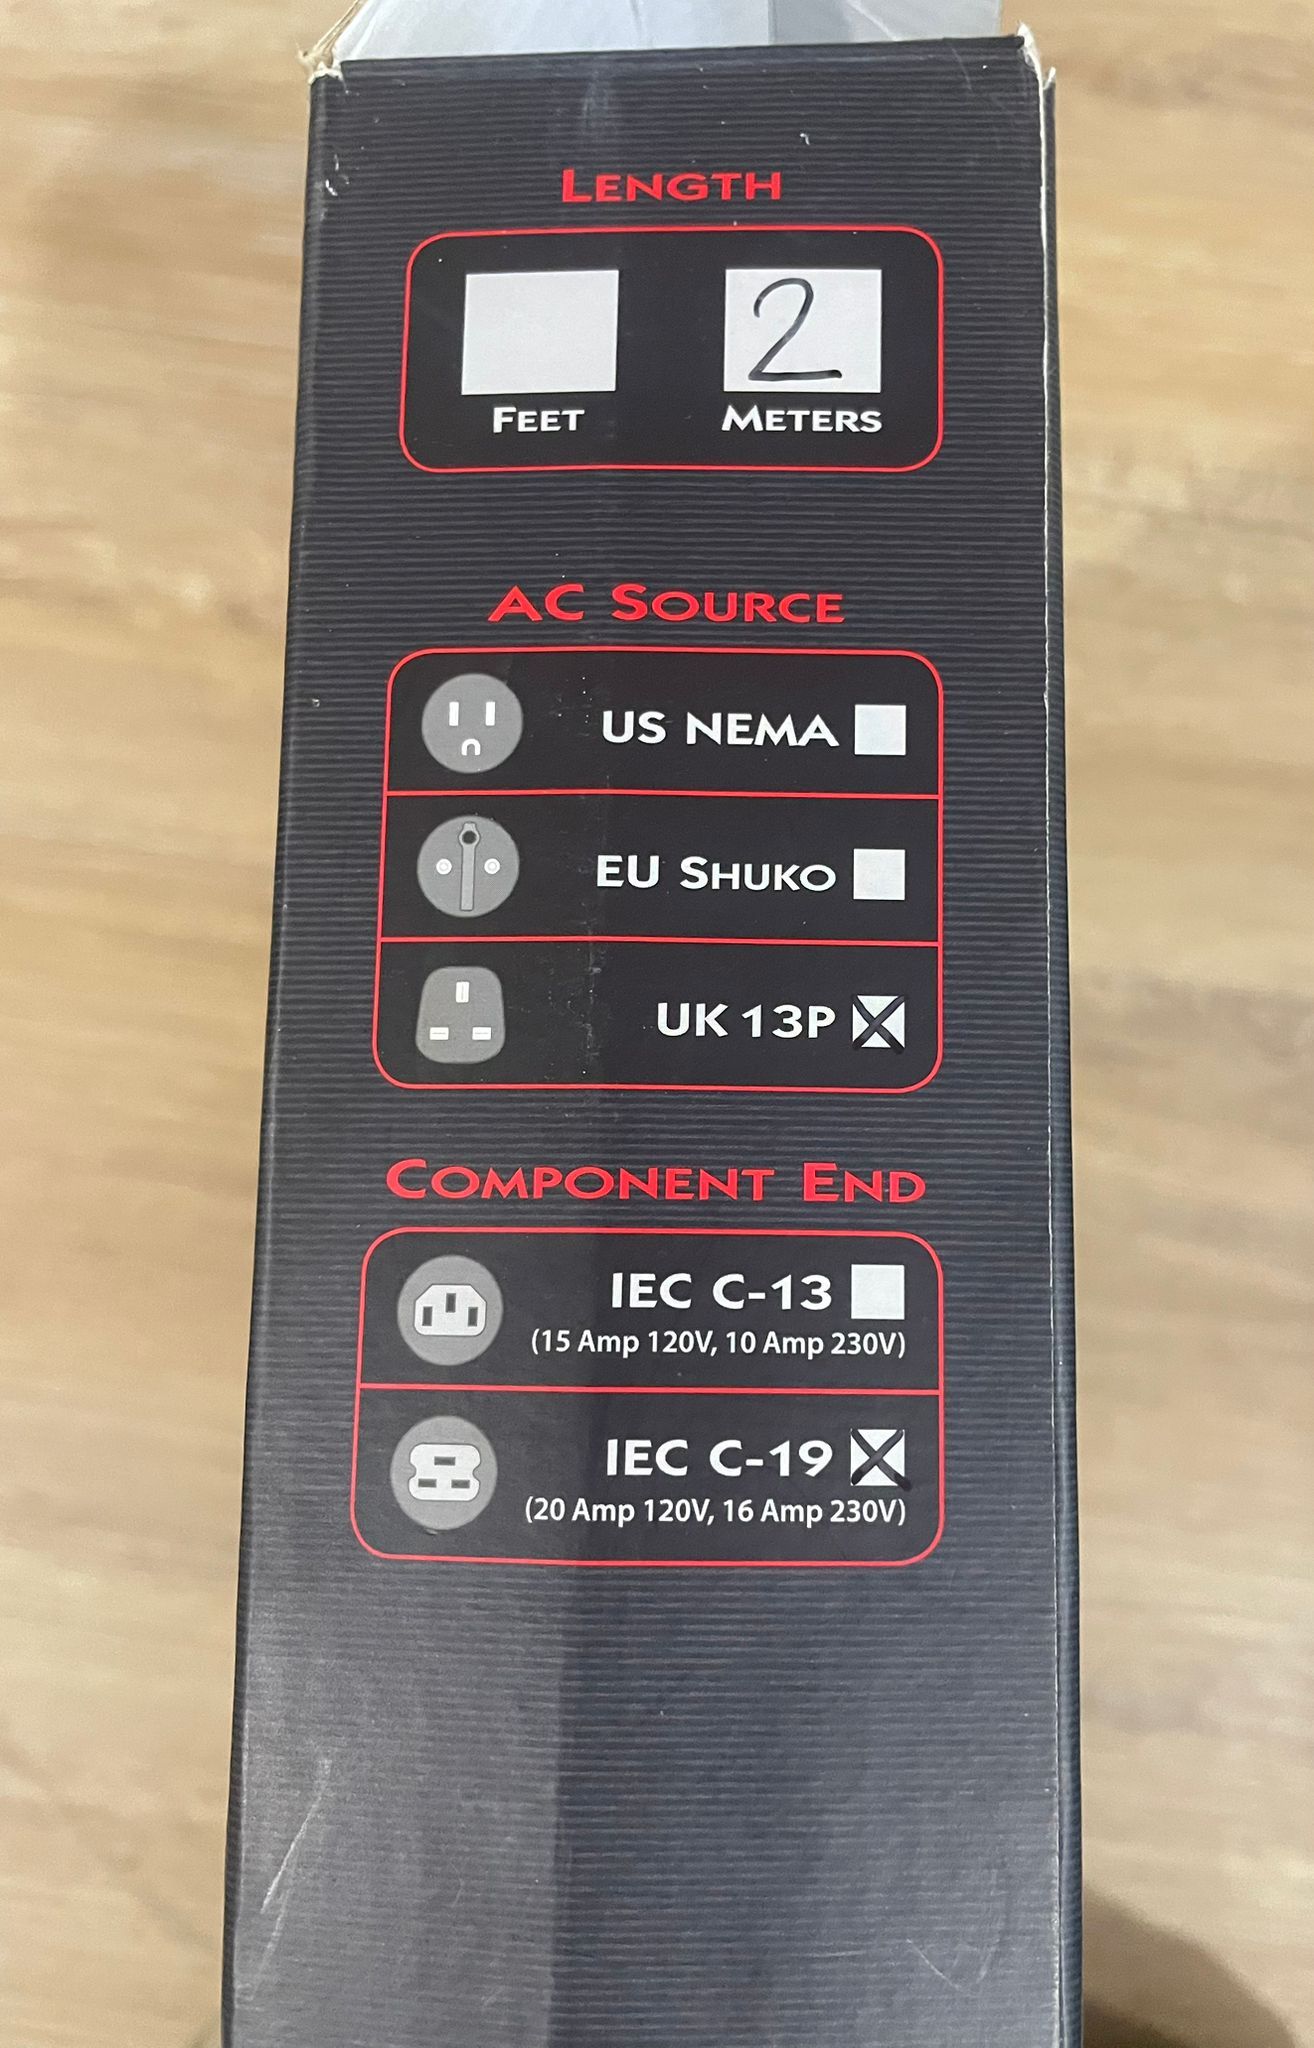 LENGTH
2
FEET METERS
AC SOURCE
US NEMA
EU SHUKO
UK 13P
COMPONENT END
IEC C-13
(15 Amp 120V, 10 Amp 230V)
IEC C-19
(20 Amp 120V, 16 Amp 230V)